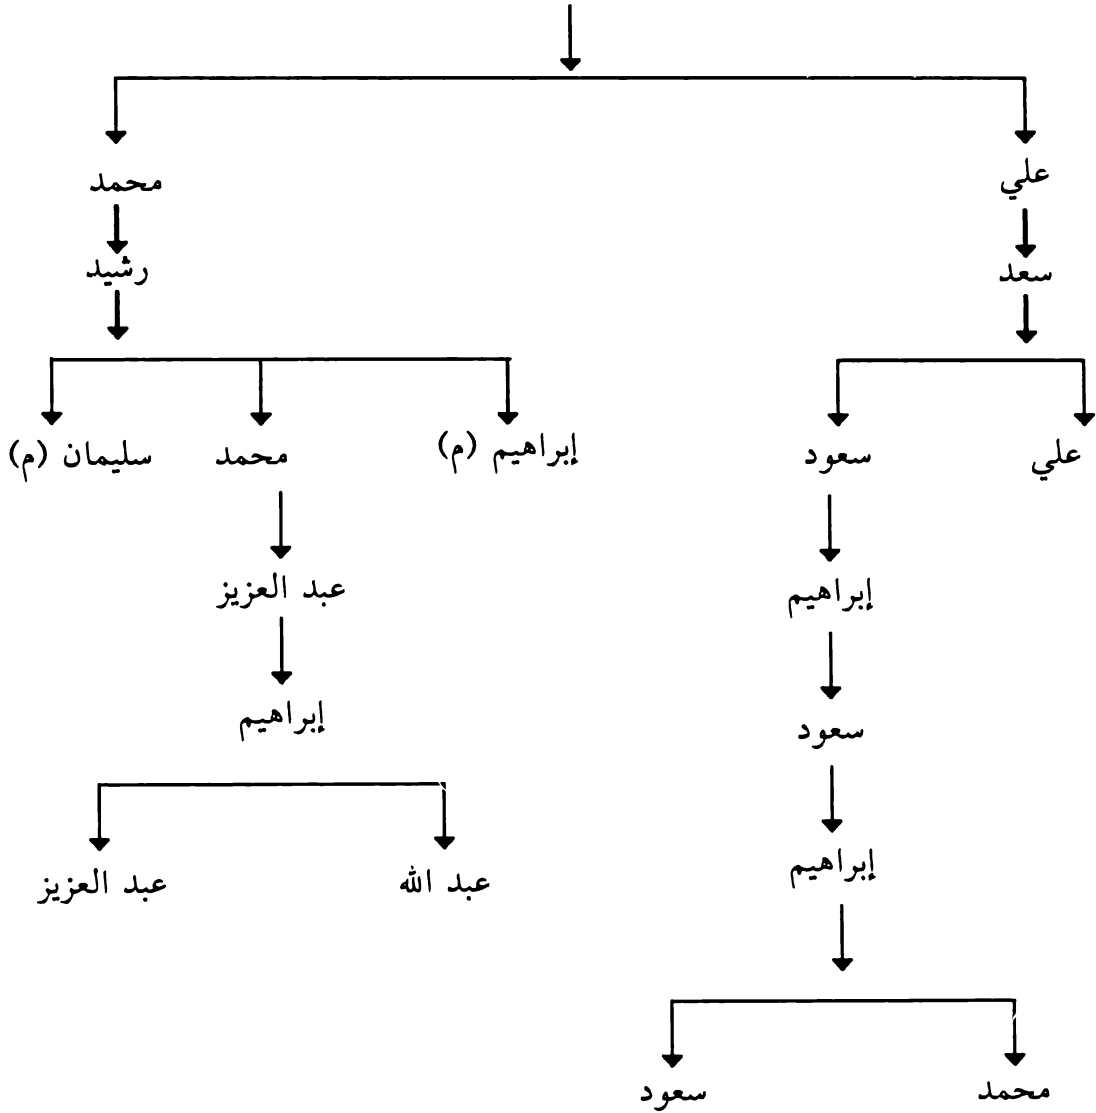 علي محمد
سعد رشيد
علي سعود إبراهيم (م) محمد سليمان (م)
إبراهيم عبد العزيز
سعود إبراهيم
إبراهيم عبد الله عبد العزيز
محمد سعود